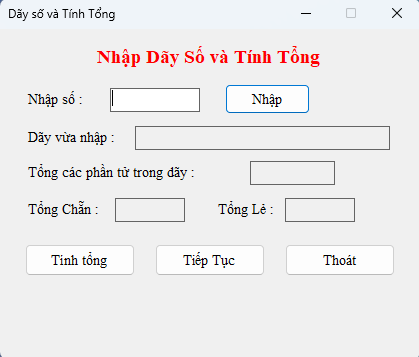 Dãy số và Tính Tổng
Nhập Dãy Số và Tính Tổng
Nhập số : Nhập
Dãy vừa nhập :
Tổng các phần tử trong dãy :
Tổng Chẵn : Tổng Lẻ :
Tính tổng Tiếp Tục Thoát